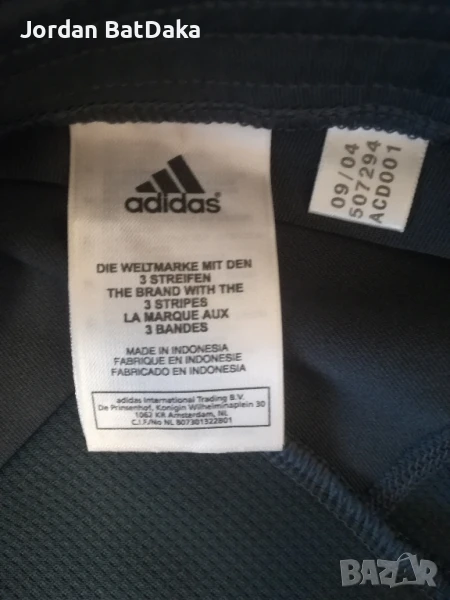 Jordan BatDaka
adidas
DIE WELTMARKE MIT DEN
3 STREIFEN
THE BRAND WITH THE
3 STRIPES
LA MARQUE AUX
3 BANDES
MADE IN INDONESIA
FABRIQUE EN INDONESIE
FABRICADO EN INDONESIA
adidas International Trading B.V.
De Prinsenhof, Konigin Wilhelminaplein 30
1062 KR Amsterdam, NL
C.I.F/No NL 807301322B01
09/04
507294
ACD001
BAZAR